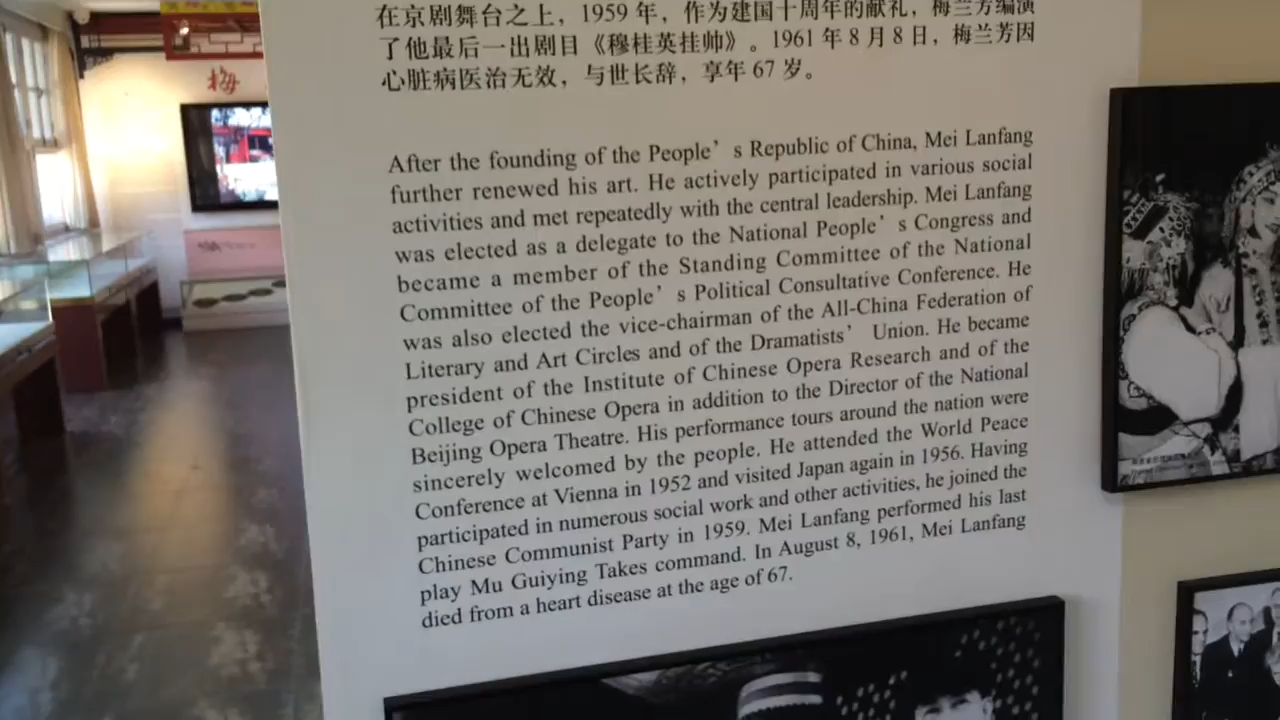 在京剧舞台之上，1959 年，作为建国十周年的献礼，梅兰芳编演
了他最后一出剧目《穆桂英挂帅》。1961 年 8 月 8 日，梅兰芳因
心脏病医治无效，与世长辞，享年 67 岁。
After the founding of the People’ s Republic of China, Mei Lanfang
further renewed his art. He actively participated in various social
activities and met repeatedly with the central leadership. Mei Lanfang
was elected as a delegate to the National People’ s Congress and
became a member of the Standing Committee of the National
Committee of the People’ s Political Consultative Conference. He
was also elected the vice-chairman of the All-China Federation of
Literary and Art Circles and of the Dramatists’ Union. He became
president of the Institute of Chinese Opera Research and of the
College of Chinese Opera in addition to the Director of the National
Beijing Opera Theatre. His performance tours around the nation were
sincerely welcomed by the people. He attended the World Peace
Conference at Vienna in 1952 and visited Japan again in 1956. Having
participated in numerous social work and other activities, he joined the
Chinese Communist Party in 1959. Mei Lanfang performed his last
play Mu Guiying Takes command. In August 8, 1961, Mei Lanfang
died from a heart disease at the age of 67.
梅